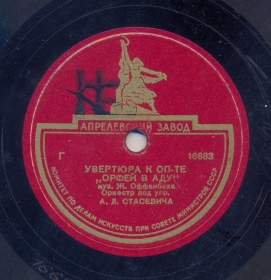 АПРЕЛЕВСКИЙ ЗАВОД
Г 16883
УВЕРТЮРА К ОП-ТЕ
„ОРФЕЙ В АДУ"
муз. Ж. Оффенбаха
Оркестр под упр.
А. Л. СТАСЕВИЧА
КОМИТЕТ ПО ДЕЛАМ ИСКУССТВ ПРИ СОВЕТЕ МИНИСТРОВ СССР